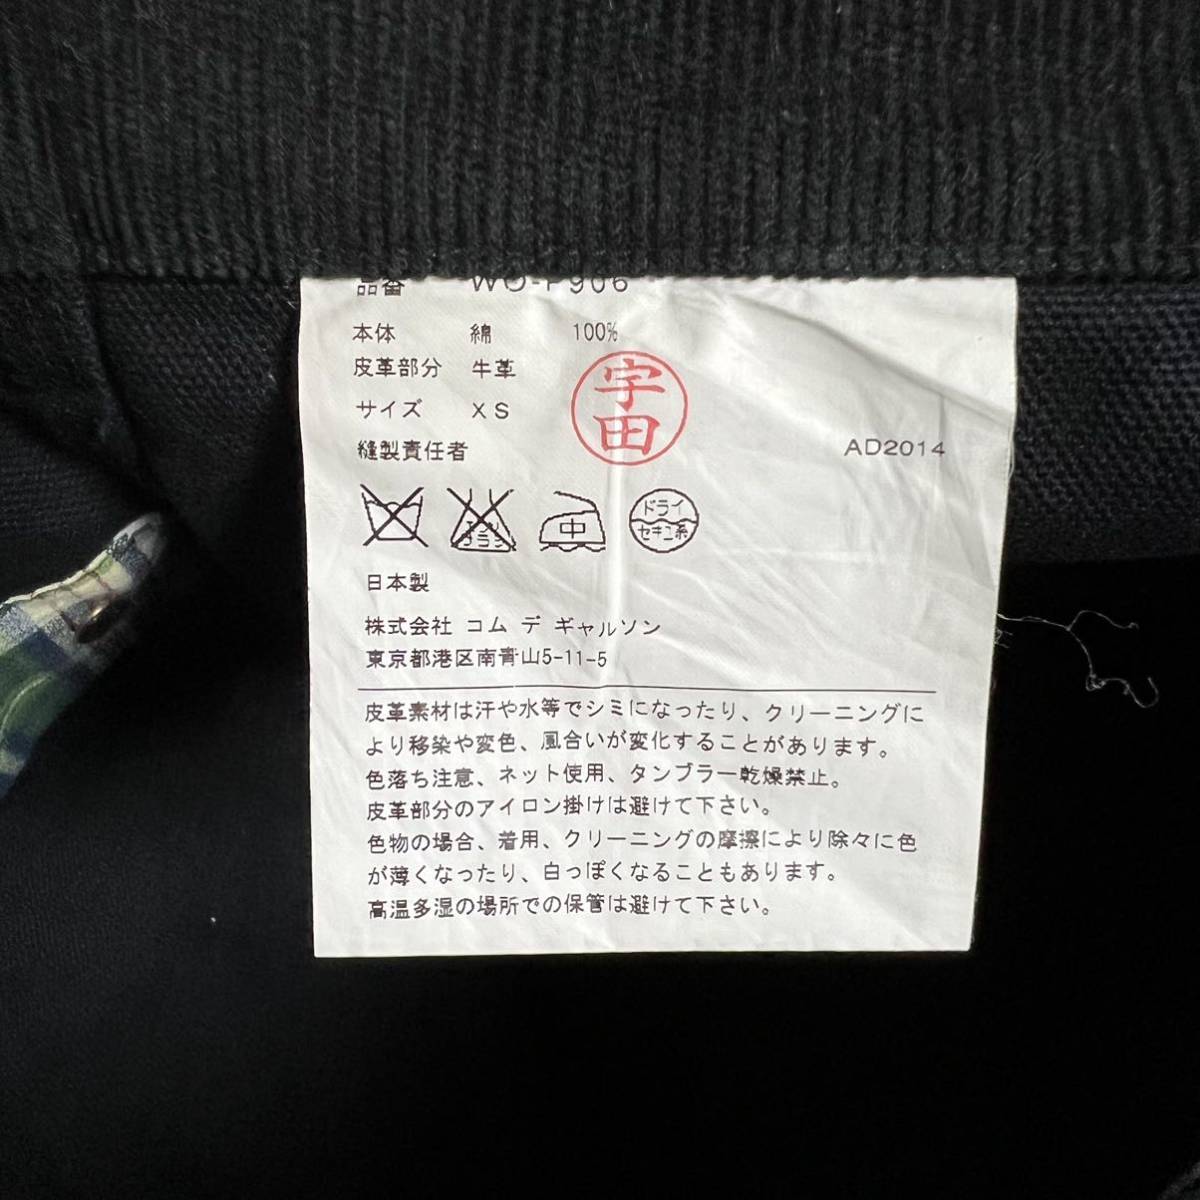 品番 WO-P906
本体 綿 100%
皮革部分 牛革
サイズ XS
縫製責任者
宇田
AD2014
エンソ
サラシ
中
ドライ
セキユ系
日本製
株式会社 コム デ ギャルソン
東京都港区南青山5-11-5
皮革素材は汗や水等でシミになったり、クリーニングに
より移染や変色、風合いが変化することがあります。
色落ち注意、ネット使用、タンブラー乾燥禁止。
皮革部分のアイロン掛けは避けて下さい。
色物の場合、着用、クリーニングの摩擦により除々に色
が薄くなったり、白っぽくなることもあります。
高温多湿の場所での保管は避けて下さい。